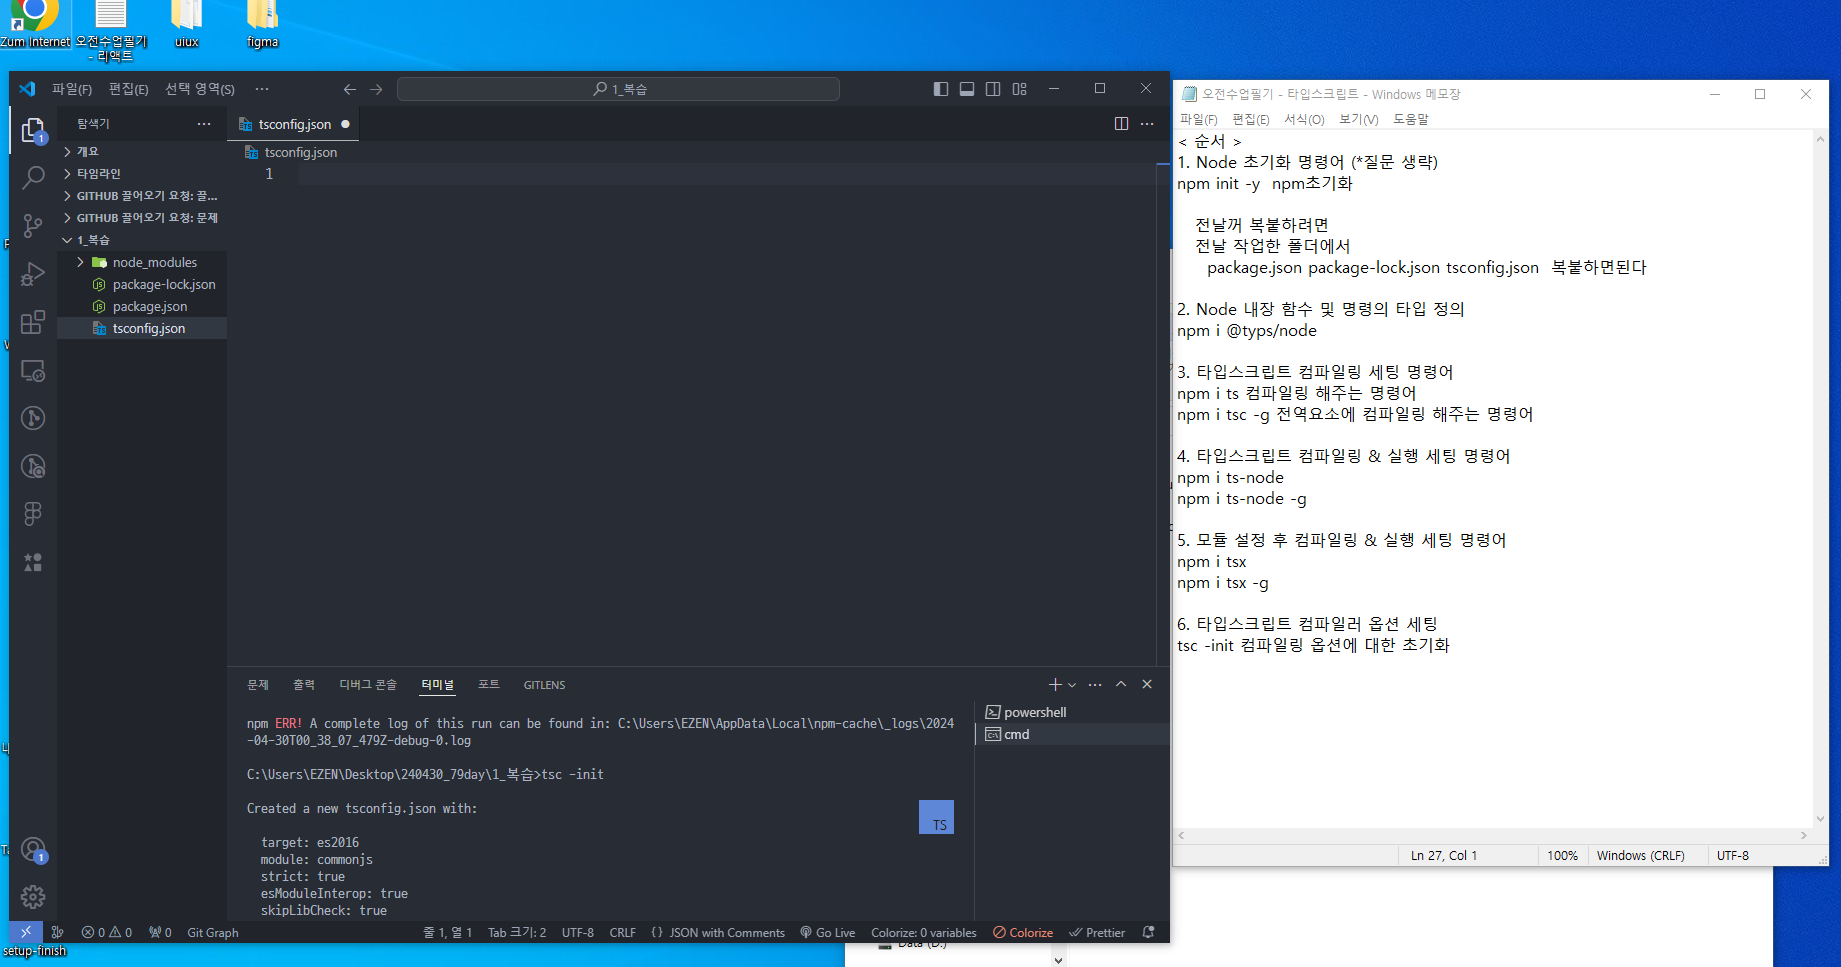 Zum Internet
오전수업필기 - 리액트
uiux
figma
파일(F) 편집(E) 선택 영역(S) ···
1_복습
탐색기 ···
개요
타임라인
GITHUB 끌어오기 요청: 끌...
GITHUB 끌어오기 요청: 문제
1_복습
node_modules
package-lock.json
package.json
tsconfig.json
tsconfig.json
tsconfig.json
1
문제 출력 디버그 콘솔 터미널 포트 GITLENS
npm ERR! A complete log of this run can be found in: C:\Users\EZEN\AppData\Local\npm-cache\_logs\2024
-04-30T00_38_07_479Z-debug-0.log
C:\Users\EZEN\Desktop\240430_79day\1_복습>tsc -init
Created a new tsconfig.json with:
TS
target: es2016
module: commonjs
strict: true
esModuleInterop: true
skipLibCheck: true
powershell
cmd
1
1
0 0 0 Git Graph 줄 1, 열 1 Tab 크기: 2 UTF-8 CRLF {} JSON with Comments Go Live Colorize: 0 variables Colorize Prettier
setup-finish
Data (D:)
오전수업필기 - 타입스크립트 - Windows 메모장
파일(F) 편집(E) 서식(O) 보기(V) 도움말
< 순서 >
1. Node 초기화 명령어 (*질문 생략)
npm init -y  npm초기화
전날꺼 복붙하려면
전날 작업한 폴더에서
package.json package-lock.json tsconfig.json  복붙하면된다
2. Node 내장 함수 및 명령의 타입 정의
npm i @typs/node
3. 타입스크립트 컴파일링 세팅 명령어
npm i ts 컴파일링 해주는 명령어
npm i tsc -g 전역요소에 컴파일링 해주는 명령어
4. 타입스크립트 컴파일링 & 실행 세팅 명령어
npm i ts-node
npm i ts-node -g
5. 모듈 설정 후 컴파일링 & 실행 세팅 명령어
npm i tsx
npm i tsx -g
6. 타입스크립트 컴파일러 옵션 세팅
tsc -init 컴파일링 옵션에 대한 초기화
Ln 27, Col 1 100% Windows (CRLF) UTF-8